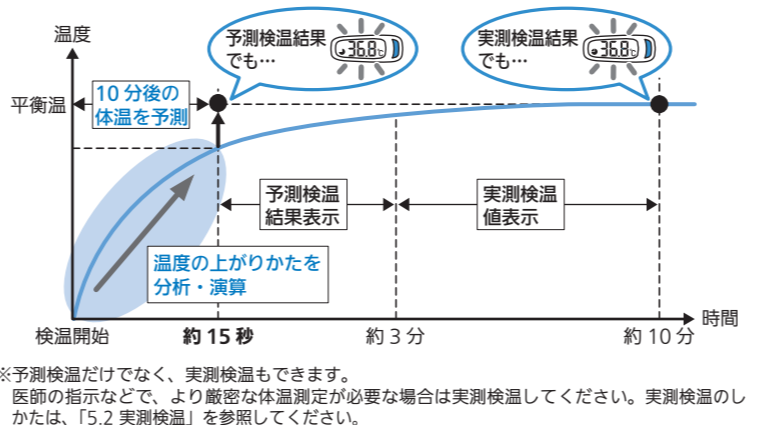 温度
予測検温結果
でも…
36.8℃
実測検温結果
でも…
36.8℃
平衡温
10分後の
体温を予測
予測検温
結果表示
実測検温
値表示
温度の上がりかたを
分析・演算
時間
検温開始
約15秒
約3分
約10分
※予測検温だけでなく、実測検温もできます。
医師の指示などで、より厳密な体温測定が必要な場合は実測検温してください。実測検温のし
かたは、「5.2 実測検温」を参照してください。